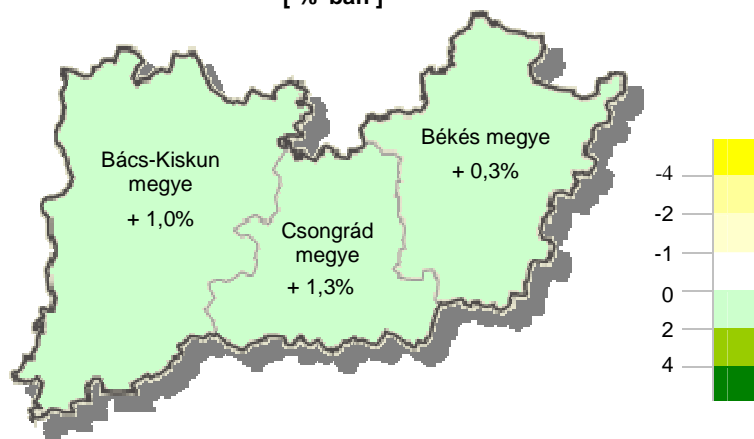 [ %-ban ]
Bács-Kiskun
megye
+ 1,0%
Csongrád
megye
+ 1,3%
Békés megye
+ 0,3%
-4
-2
-1
0
2
4